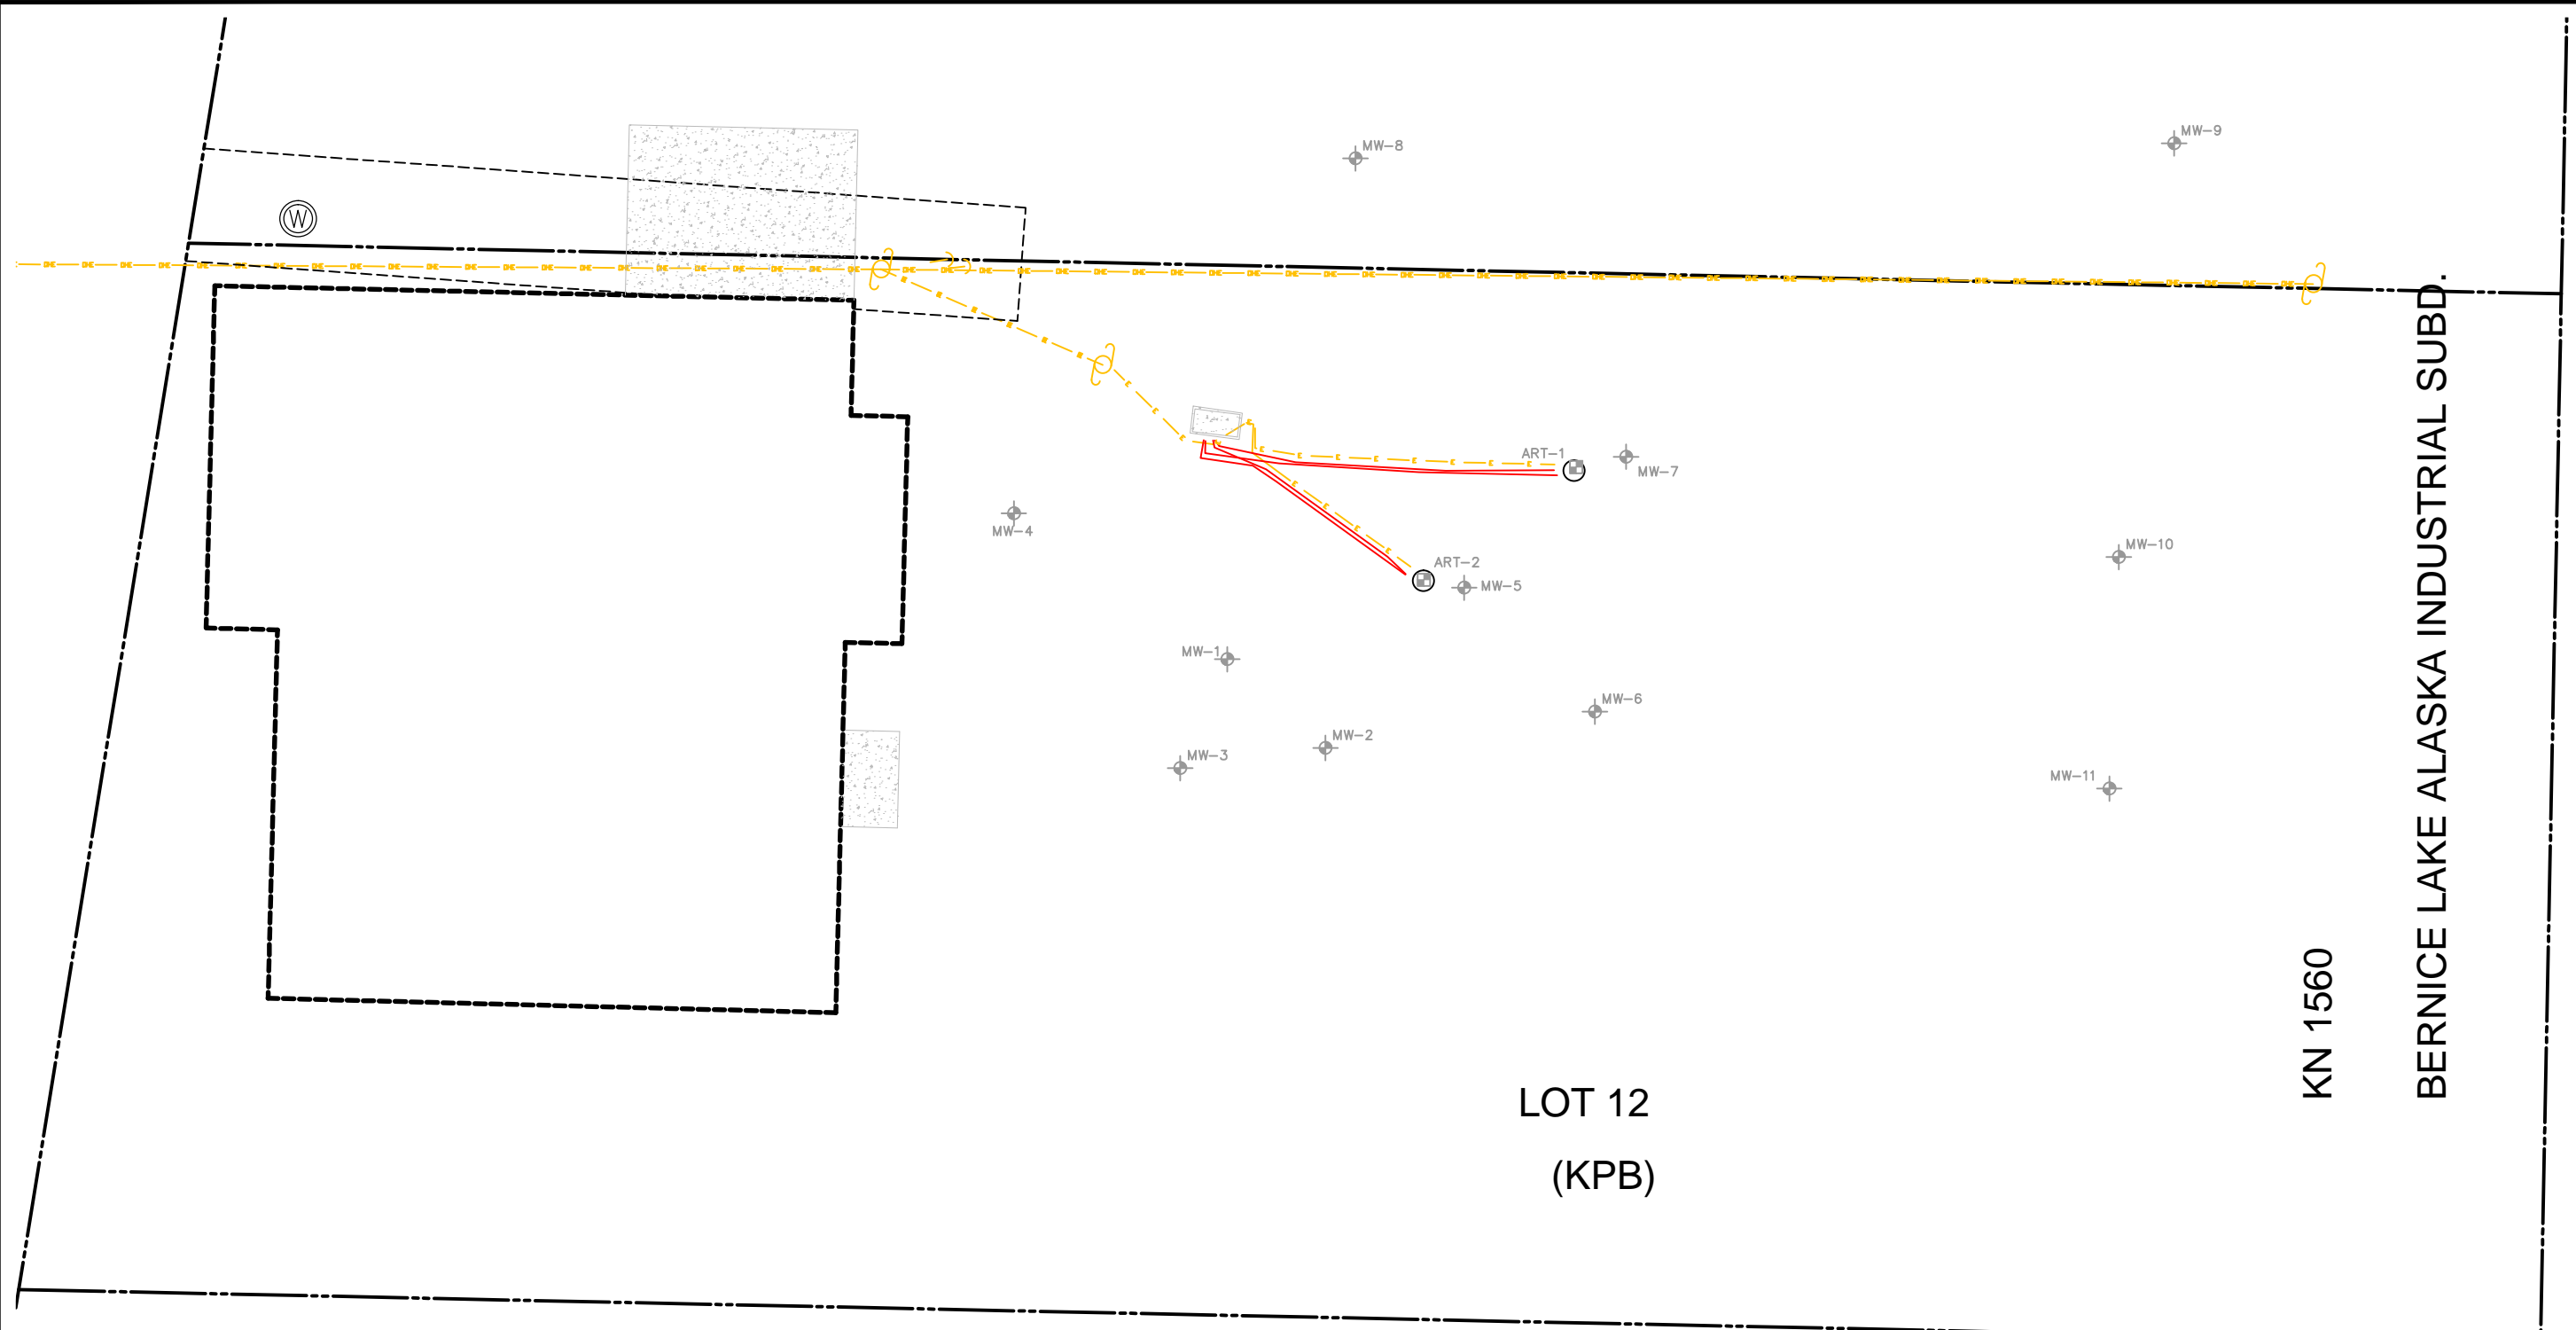 MW-9
MW-8
W
ART-1
MW-7
MW-4
MW-10
ART-2
MW-5
MW-1
MW-6
MW-2
MW-3
MW-11
LOT 12
(KPB)
KN 1560
BERNICE LAKE ALASKA INDUSTRIAL SUBD.